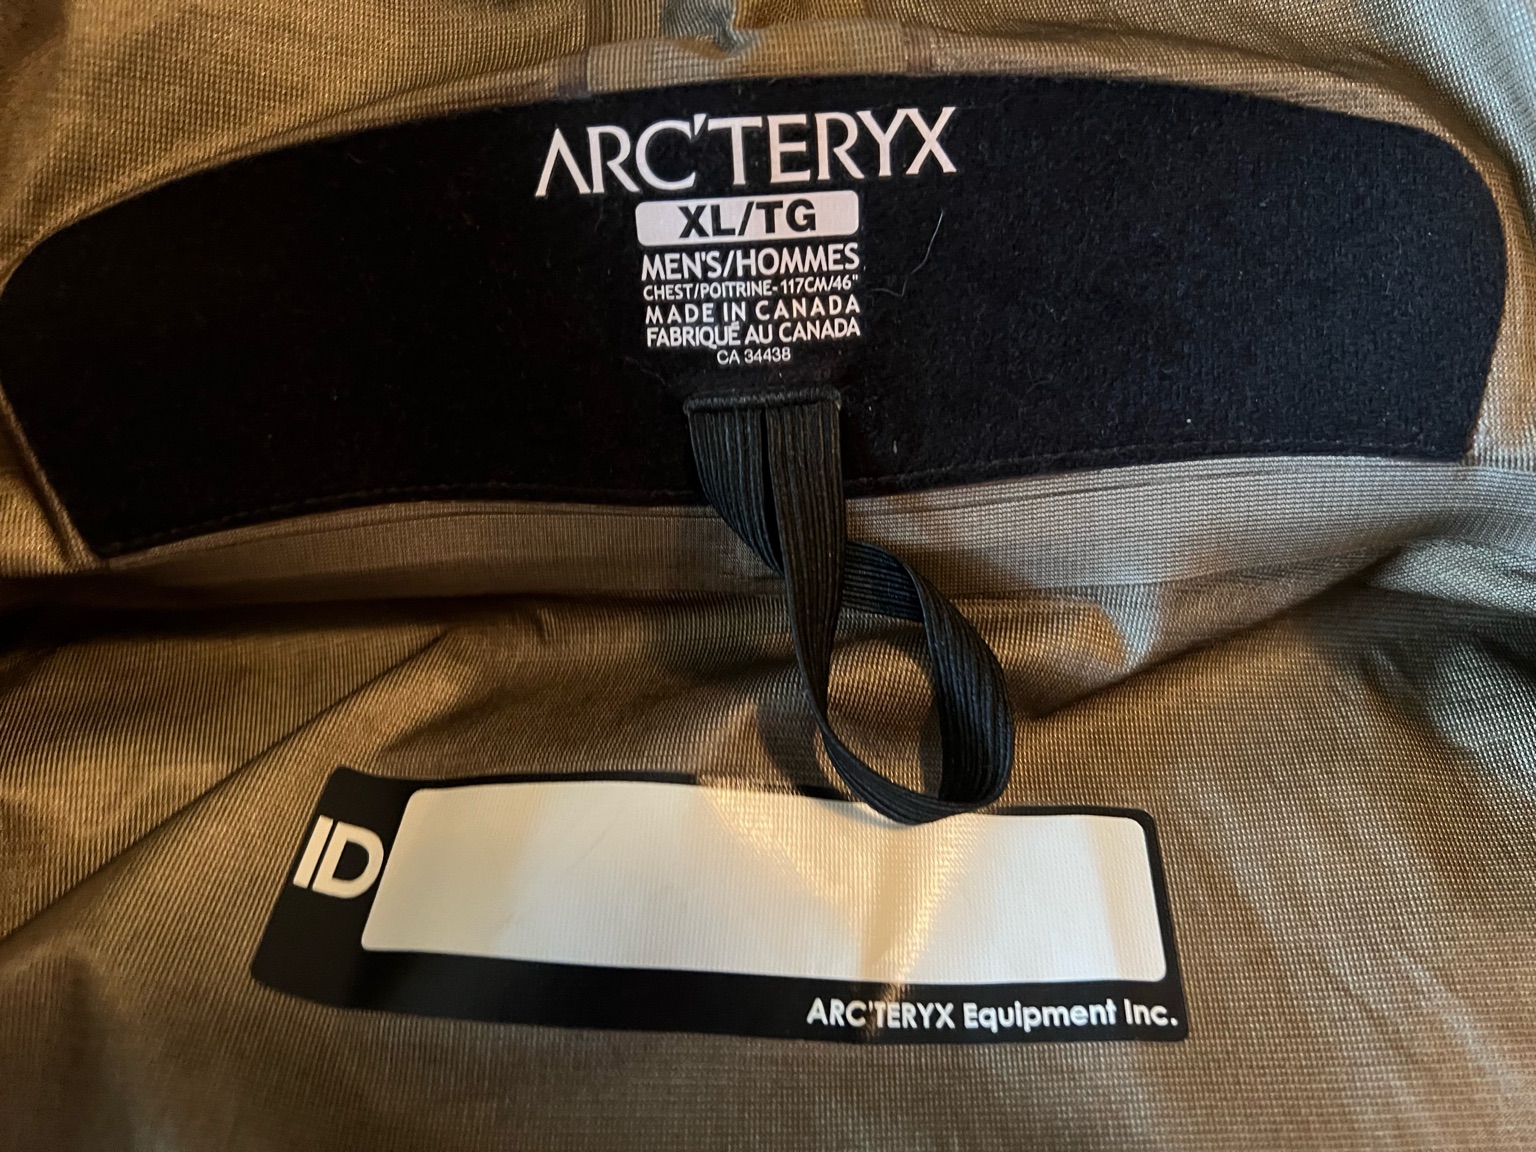 ARC'TERYX
XL/TG
MEN'S/HOMMES
CHEST/POITRINE-117CM/46"
MADE IN CANADA
FABRIQUÉ AU CANADA
CA 34438
ID
ARC'TERYX Equipment Inc.